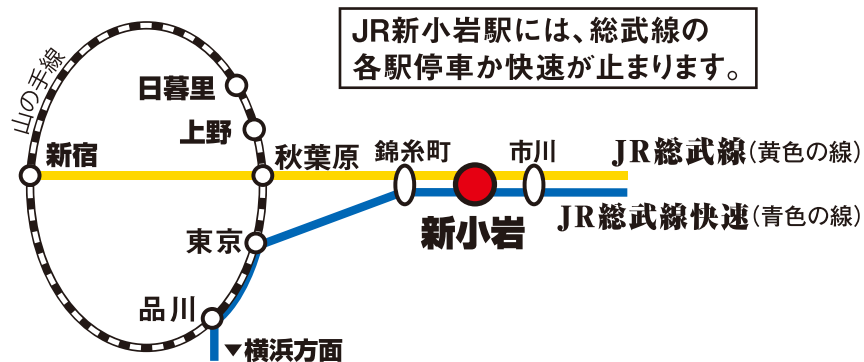 JR新小岩駅には、総武線の
各駅停車か快速が止まります。
山の手線
日暮里
上野
新宿
秋葉原
錦糸町
市川
JR総武線(黄色の線)
新小岩
JR総武線快速(青色の線)
東京
品川
▼横浜方面